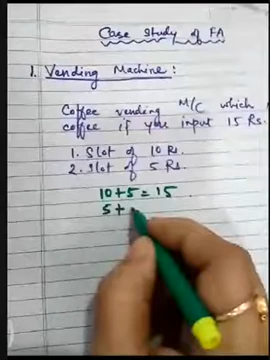 Case Study of FA
1. Vending Machine :
Coffee vending M/C which
coffee if you input 15 Rs.
1. Slot of 10 Rs.
2. Slot of 5 Rs.
10+5=15
5+